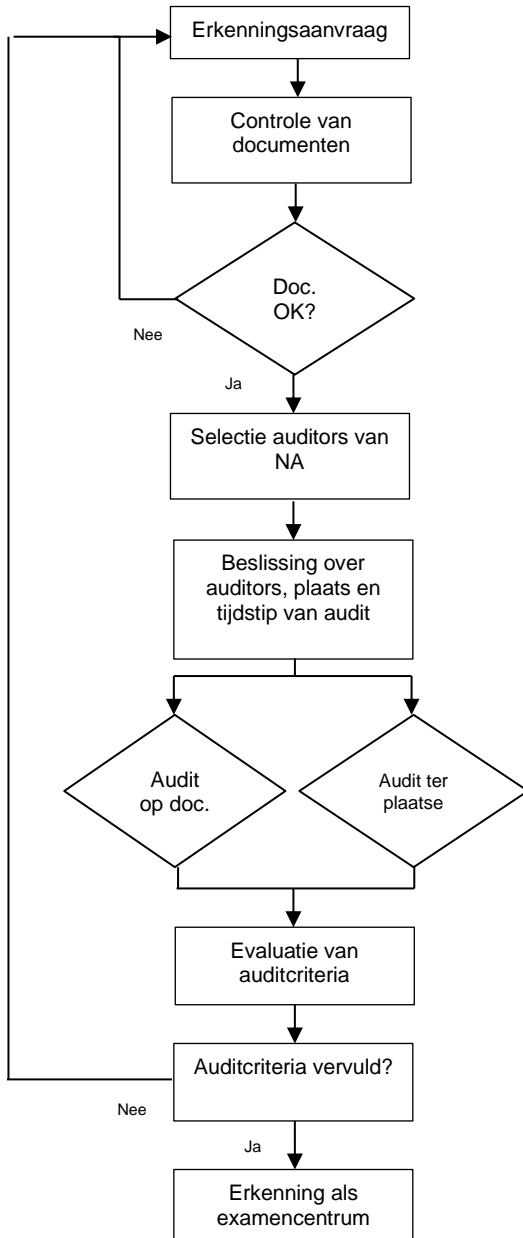 Erkenningsaanvraag
Controle van
documenten
Doc.
OK?
Nee
Ja
Selectie auditors van
NA
Beslissing over
auditors, plaats en
tijdstip van audit
Audit
op doc.
Audit ter
plaatse
Evaluatie van
auditcriteria
Auditcriteria vervuld?
Nee
Ja
Erkenning als
examencentrum